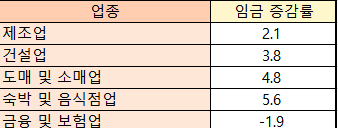 업종 임금 증감률
제조업 2.1
건설업 3.8
도매 및 소매업 4.8
숙박 및 음식점업 5.6
금융 및 보험업 -1.9